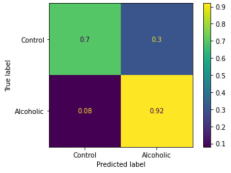 0.9
Control
0.7
0.3
0.8
0.7
0.6
True label
0.5
0.4
Alcoholic
0.08
0.92
0.3
0.2
0.1
Control
Alcoholic
Predicted label